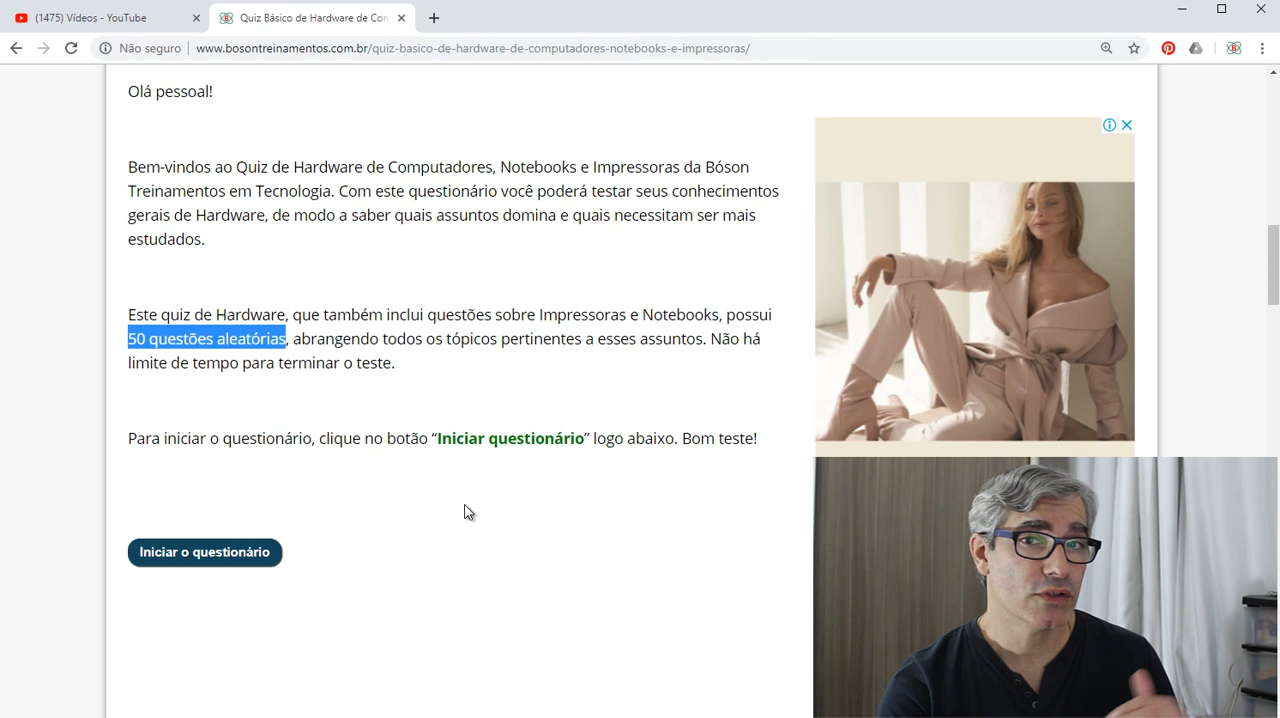 (1475) Vídeos - YouTube
Quiz Básico de Hardware de Com
Não seguro
www.bosontreinamentos.com.br/quiz-basico-de-hardware-de-computadores-notebooks-e-impressoras/
Olá pessoal!
Bem-vindos ao Quiz de Hardware de Computadores, Notebooks e Impressoras da Bóson
Treinamentos em Tecnologia. Com este questionário você poderá testar seus conhecimentos
gerais de Hardware, de modo a saber quais assuntos domina e quais necessitam ser mais
estudados.
Este quiz de Hardware, que também inclui questões sobre Impressoras e Notebooks, possui
50 questões aleatórias, abrangendo todos os tópicos pertinentes a esses assuntos. Não há
limite de tempo para terminar o teste.
Para iniciar o questionário, clique no botão “Iniciar questionário” logo abaixo. Bom teste!
Iniciar o questionário